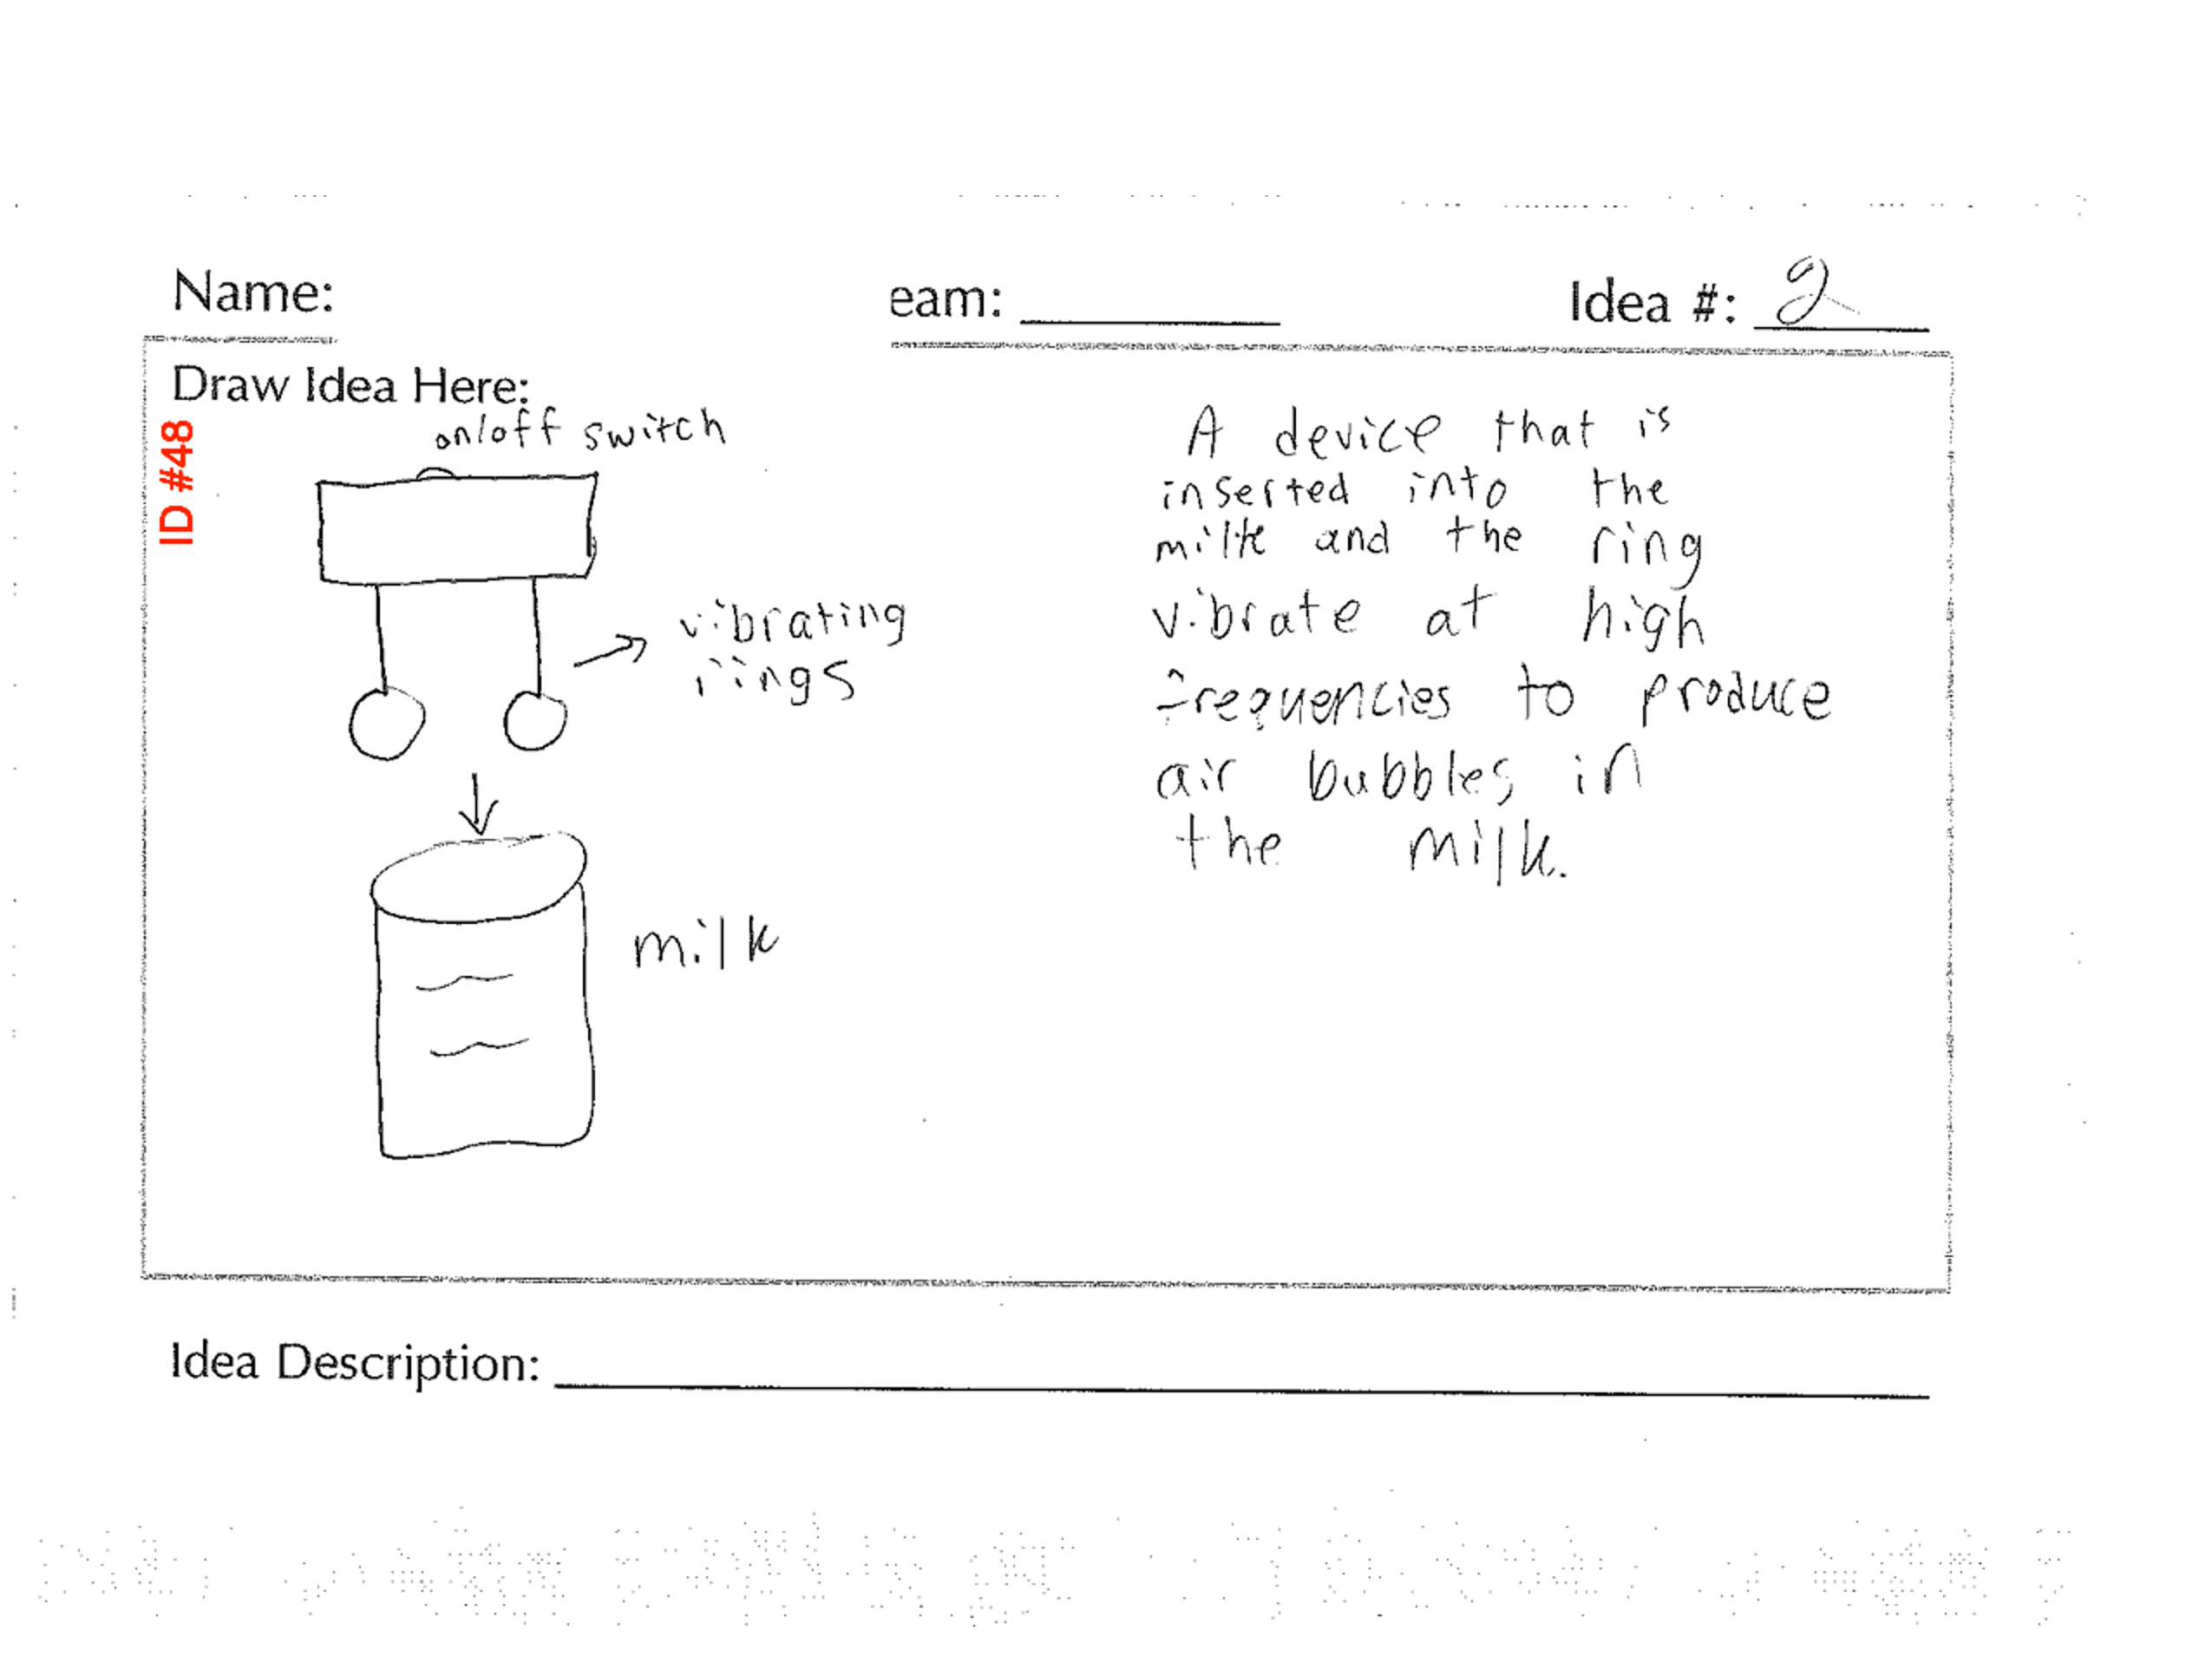 Name:
eam:
Idea #: 2
Draw Idea Here:
ID #48
on/off switch
vibrating
rings
milk
A device that is
inserted into the
milk and the ring
vibrate at high
frequencies to produce
air bubbles in
the milk.
Idea Description: